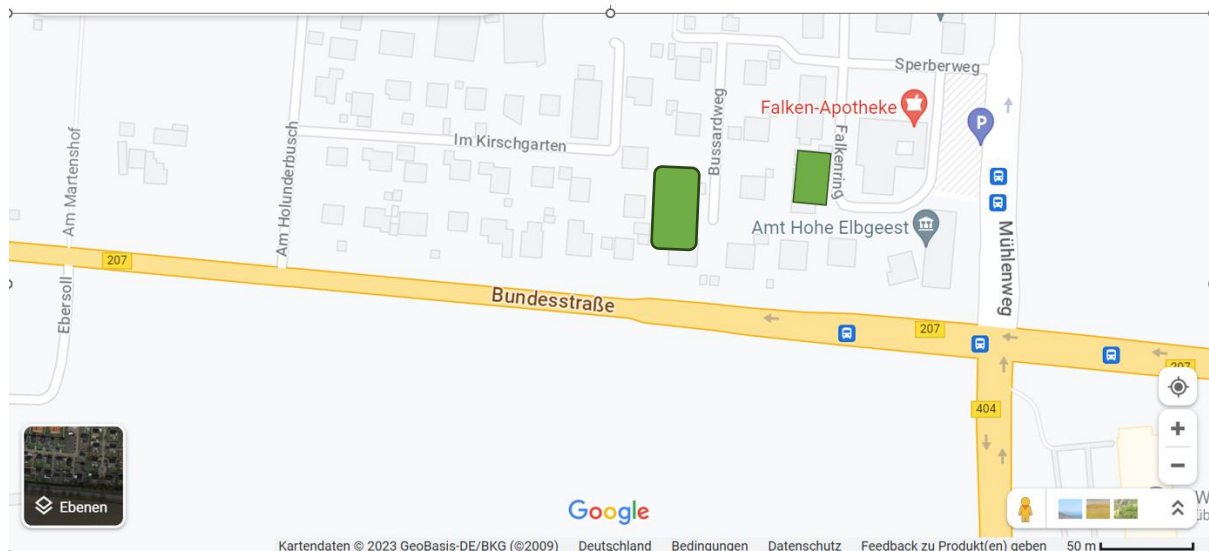 Sperberweg
Falken-Apotheke
P
Im Kirschgarten
Bussardweg
Falkenring
Am Martenshof
Am Holunderbusch
Amt Hohe Elbgeest
Mühlenweg
207
Ebersoll
Bundesstraße
207
207
404
Ebenen
Google
W
üb
Kartendaten © 2023 GeoBasis-DE/BKG (©2009) Deutschland Bedingungen Datenschutz Feedback zu Produkt(en) geben 50 m